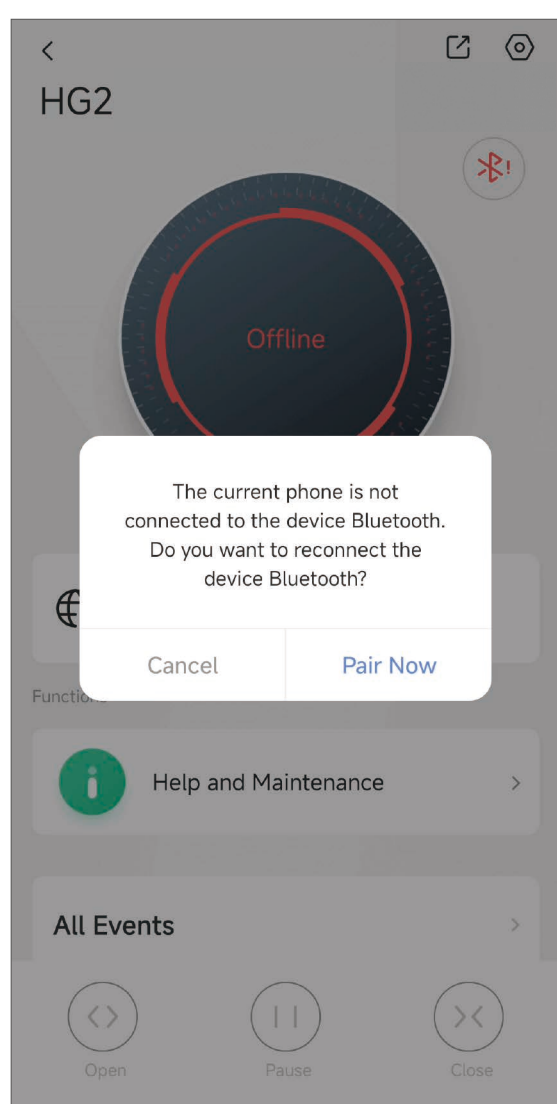 HG2
Offline
The current phone is not
connected to the device Bluetooth.
Do you want to reconnect the
device Bluetooth?
Cancel
Pair Now
Function
Help and Maintenance
All Events
Open
Pause
Close